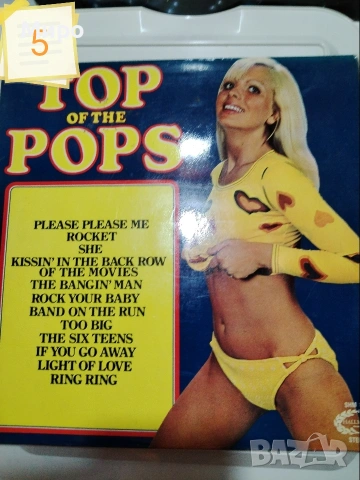 5
TOP
OF THE
POPS
PLEASE PLEASE ME
ROCKET
SHE
KISSIN' IN THE BACK ROW
OF THE MOVIES
THE BANGIN' MAN
ROCK YOUR BABY
BAND ON THE RUN
TOO BIG
THE SIX TEENS
IF YOU GO AWAY
LIGHT OF LOVE
RING RING
BAZAR